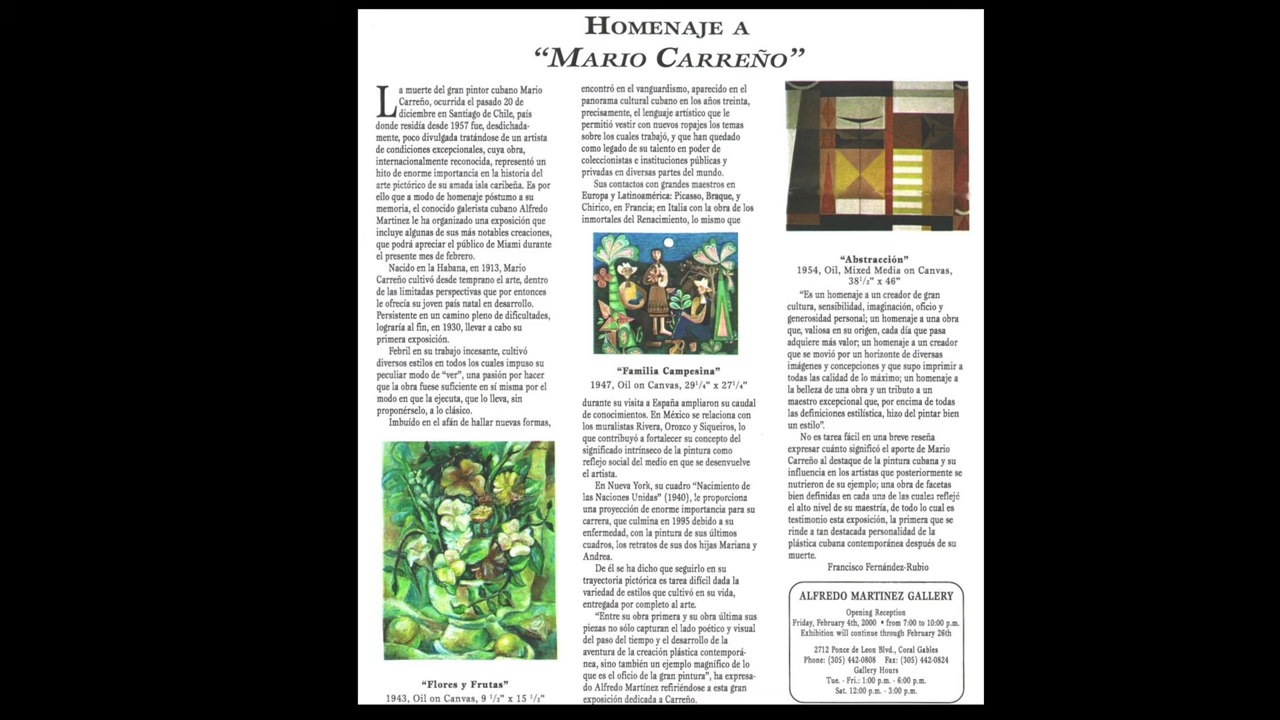 HOMENAJE A
“MARIO CARREÑO”
La muerte del gran pintor cubano Mario
Carreño, ocurrida el pasado 20 de
diciembre en Santiago de Chile, país
donde residía desde 1957 fue, desdichada-
mente, poco divulgada tratándose de un artista
de condiciones excepcionales, cuya obra,
internacionalmente reconocida, representó un
hito de enorme importancia en la historia del
arte pictórico de su amada isla caribeña. Es por
ello que a modo de homenaje póstumo a su
memoria, el conocido galerista cubano Alfredo
Martinez le ha organizado una exposición que
incluye algunas de sus más notables creaciones,
que podrá apreciar el público de Miami durante
el presente mes de febrero.
Nacido en la Habana, en 1913, Mario
Carreño cultivó desde temprano el arte, dentro
de las limitadas perspectivas que por entonces
le ofrecía su joven país natal en desarrollo.
Persistente en un camino pleno de dificultades,
lograría al fin, en 1930, llevar a cabo su
primera exposición.
Febril en su trabajo incesante, cultivó
diversos estilos en todos los cuales impuso su
peculiar modo de “ver”, una pasión por hacer
que la obra fuese suficiente en sí misma por el
modo en que la ejecuta, que lo lleva, sin
proponérselo, a lo clásico.
Imbuído en el afán de hallar nuevas formas,
“Flores y Frutas”
1943, Oil on Canvas, 9 1/2” x 15 1/2”
encontró en el vanguardismo, aparecido en el
panorama cultural cubano en los años treinta,
precisamente, el lenguaje artístico que le
permitió vestir con nuevos ropajes los temas
sobre los cuales trabajó, y que han quedado
como legado de su talento en poder de
coleccionistas e instituciones públicas y
privadas en diversas partes del mundo.
Sus contactos con grandes maestros en
Europa y Latinoamérica: Picasso, Braque, y
Chirico, en Francia; en Italia con la obra de los
inmortales del Renacimiento, lo mismo que
“Familia Campesina”
1947, Oil on Canvas, 29 1/4” x 27 1/4”
durante su visita a España ampliaron su caudal
de conocimientos. En México se relaciona con
los muralistas Rivera, Orozco y Siqueiros, lo
que contribuyó a fortalecer su concepto del
significado intrínseco de la pintura como
reflejo social del medio en que se desenvuelve
el artista.
En Nueva York, su cuadro “Nacimiento de
las Naciones Unidas” (1940), le proporciona
una proyección de enorme importancia para su
carrera, que culmina en 1995 debido a su
enfermedad, con la pintura de sus últimos
cuadros, los retratos de sus dos hijas Mariana y
Andrea.
De él se ha dicho que seguirlo en su
trayectoria pictórica es tarea difícil dada la
variedad de estilos que cultivó en su vida,
entregada por completo al arte.
“Entre su obra primera y su obra última sus
piezas no sólo capturan el lado poético y visual
del paso del tiempo y el desarrollo de la
aventura de la creación plástica contemporá-
nea, sino también un ejemplo magnífico de lo
que es el oficio de la gran pintura”, ha expresa-
do Alfredo Martínez refiriéndose a esta gran
exposición dedicada a Carreño.
“Abstracción”
1954, Oil, Mixed Media on Canvas,
38 1/2” x 46”
“Es un homenaje a un creador de gran
cultura, sensibilidad, imaginación, oficio y
generosidad personal; un homenaje a una obra
que, valiosa en su origen, cada día que pasa
adquiere más valor; un homenaje a un creador
que se movió por un horizonte de diversas
imágenes y concepciones y que supo imprimir a
todas las calidad de lo máximo; un homenaje a
la belleza de una obra y un tributo a un
maestro excepcional que, por encima de todas
las definiciones estilística, hizo del pintar bien
un estilo”.
No es tarea fácil en una breve reseña
expresar cuánto significó el aporte de Mario
Carreño al destaque de la pintura cubana y su
influencia en los artistas que posteriormente se
nutrieron de su ejemplo; una obra de facetas
bien definidas en cada una de las cuales reflejó
el alto nivel de su maestría, de todo lo cual es
testimonio esta exposición, la primera que se
rinde a tan destacada personalidad de la
plástica cubana contemporánea después de su
muerte.
Francisco Fernández-Rubio
ALFREDO MARTINEZ GALLERY
Opening Reception
Friday, February 4th, 2000 • from 7:00 to 10:00 p.m.
Exhibition will continue through February 26th
2712 Ponce de Leon Blvd., Coral Gables
Phone: (305) 442-0808 Fax: (305) 442-0824
Gallery Hours
Tue. - Fri.: 1:00 p.m. - 6:00 p.m.
Sat. 12:00 p.m. - 3:00 p.m.